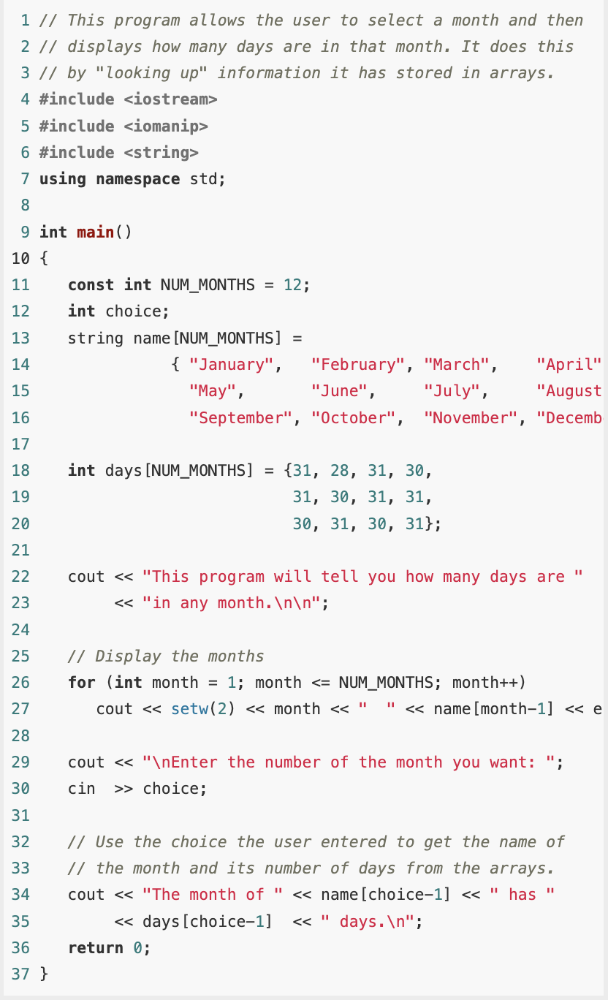 1 // This program allows the user to select a month and then
2 // displays how many days are in that month. It does this
3 // by "looking up" information it has stored in arrays.
4 #include <iostream>
5 #include <iomanip>
6 #include <string>
7 using namespace std;
8
9 int main()
10 {
11    const int NUM_MONTHS = 12;
12    int choice;
13    string name[NUM_MONTHS] =
14               { "January",   "February", "March",    "April"
15                 "May",       "June",     "July",     "August
16                 "September", "October",  "November", "Decemb
17
18    int days[NUM_MONTHS] = {31, 28, 31, 30,
19                            31, 30, 31, 31,
20                            30, 31, 30, 31};
21
22    cout << "This program will tell you how many days are "
23         << "in any month.\n\n";
24
25    // Display the months
26    for (int month = 1; month <= NUM_MONTHS; month++)
27       cout << setw(2) << month << "  " << name[month-1] << e
28
29    cout << "\nEnter the number of the month you want: ";
30    cin  >> choice;
31
32    // Use the choice the user entered to get the name of
33    // the month and its number of days from the arrays.
34    cout << "The month of " << name[choice-1] << " has "
35         << days[choice-1]  << " days.\n";
36    return 0;
37 }